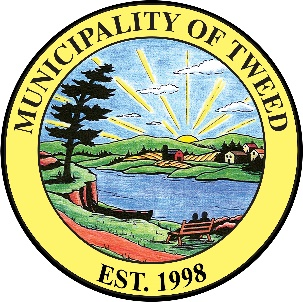 MUNICIPALITY OF TWEED
EST. 1998